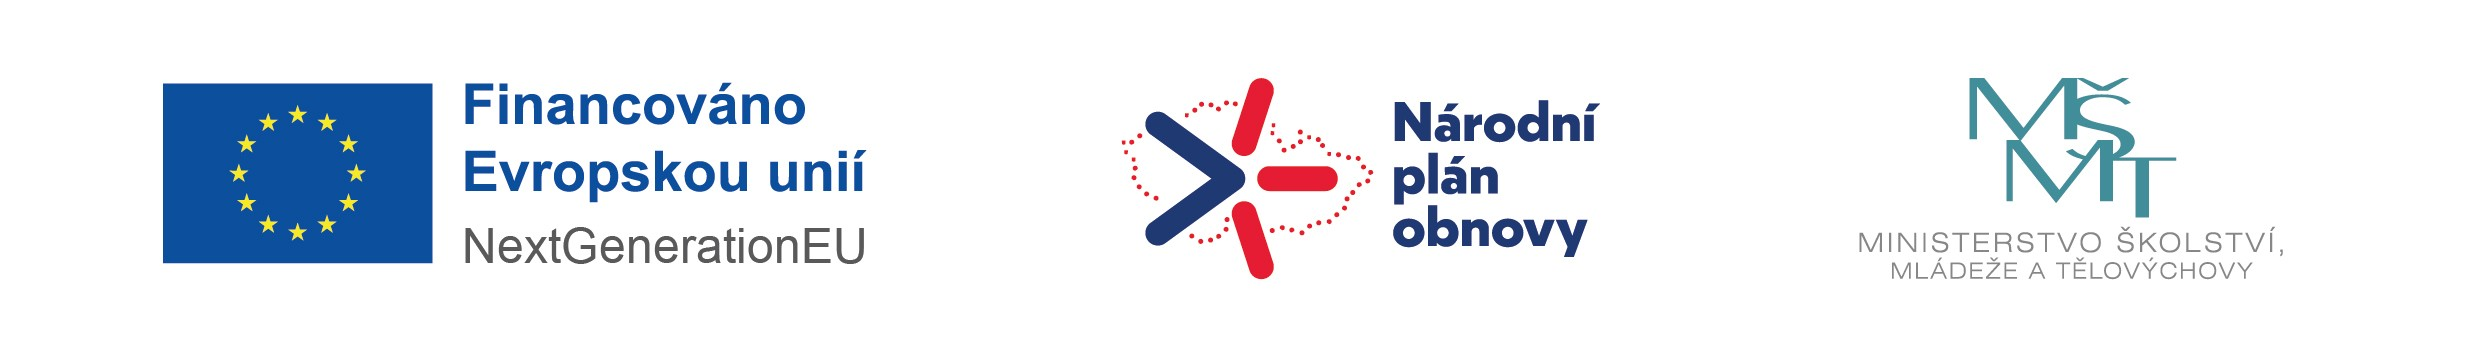 Financováno
Evropskou unií
NextGenerationEU
Národní
plán
obnovy
MŠMT
MINISTERSTVO ŠKOLSTVÍ,
MLÁDEŽE A TĚLOVÝCHOVY